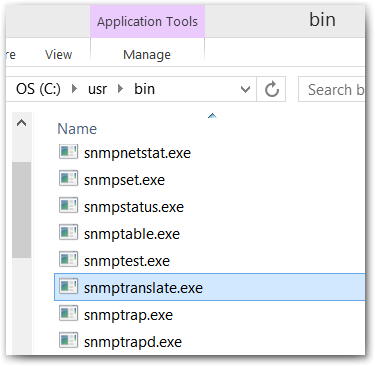 Application Tools
bin
re
View
Manage
OS (C:) usr bin
Search b
Name
snmpnetstat.exe
snmpset.exe
snmpstatus.exe
snmptable.exe
snmptest.exe
snmptranslate.exe
snmptrap.exe
snmptrapd.exe